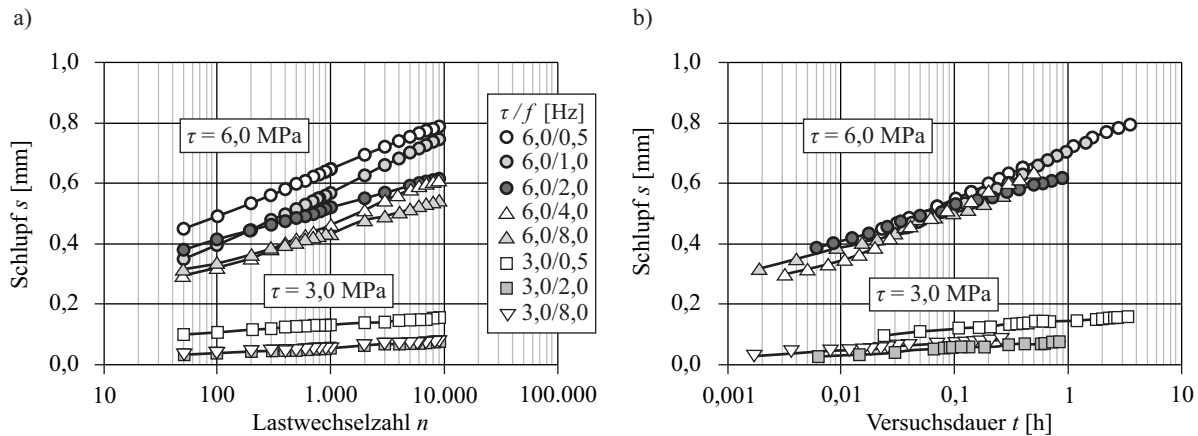 a)
b)
1,0
0,8
0,6
0,4
0,2
0,0
Schlupf s [mm]
τ = 6,0 MPa
τ = 3,0 MPa
10
100
1.000
10.000
100.000
Lastwechselzahl n
τ / f [Hz]
6,0/0,5
6,0/1,0
6,0/2,0
6,0/4,0
6,0/8,0
3,0/0,5
3,0/2,0
3,0/8,0
1,0
0,8
0,6
0,4
0,2
0,0
Schlupf s [mm]
τ = 6,0 MPa
τ = 3,0 MPa
0,001
0,01
0,1
1
10
Versuchsdauer t [h]